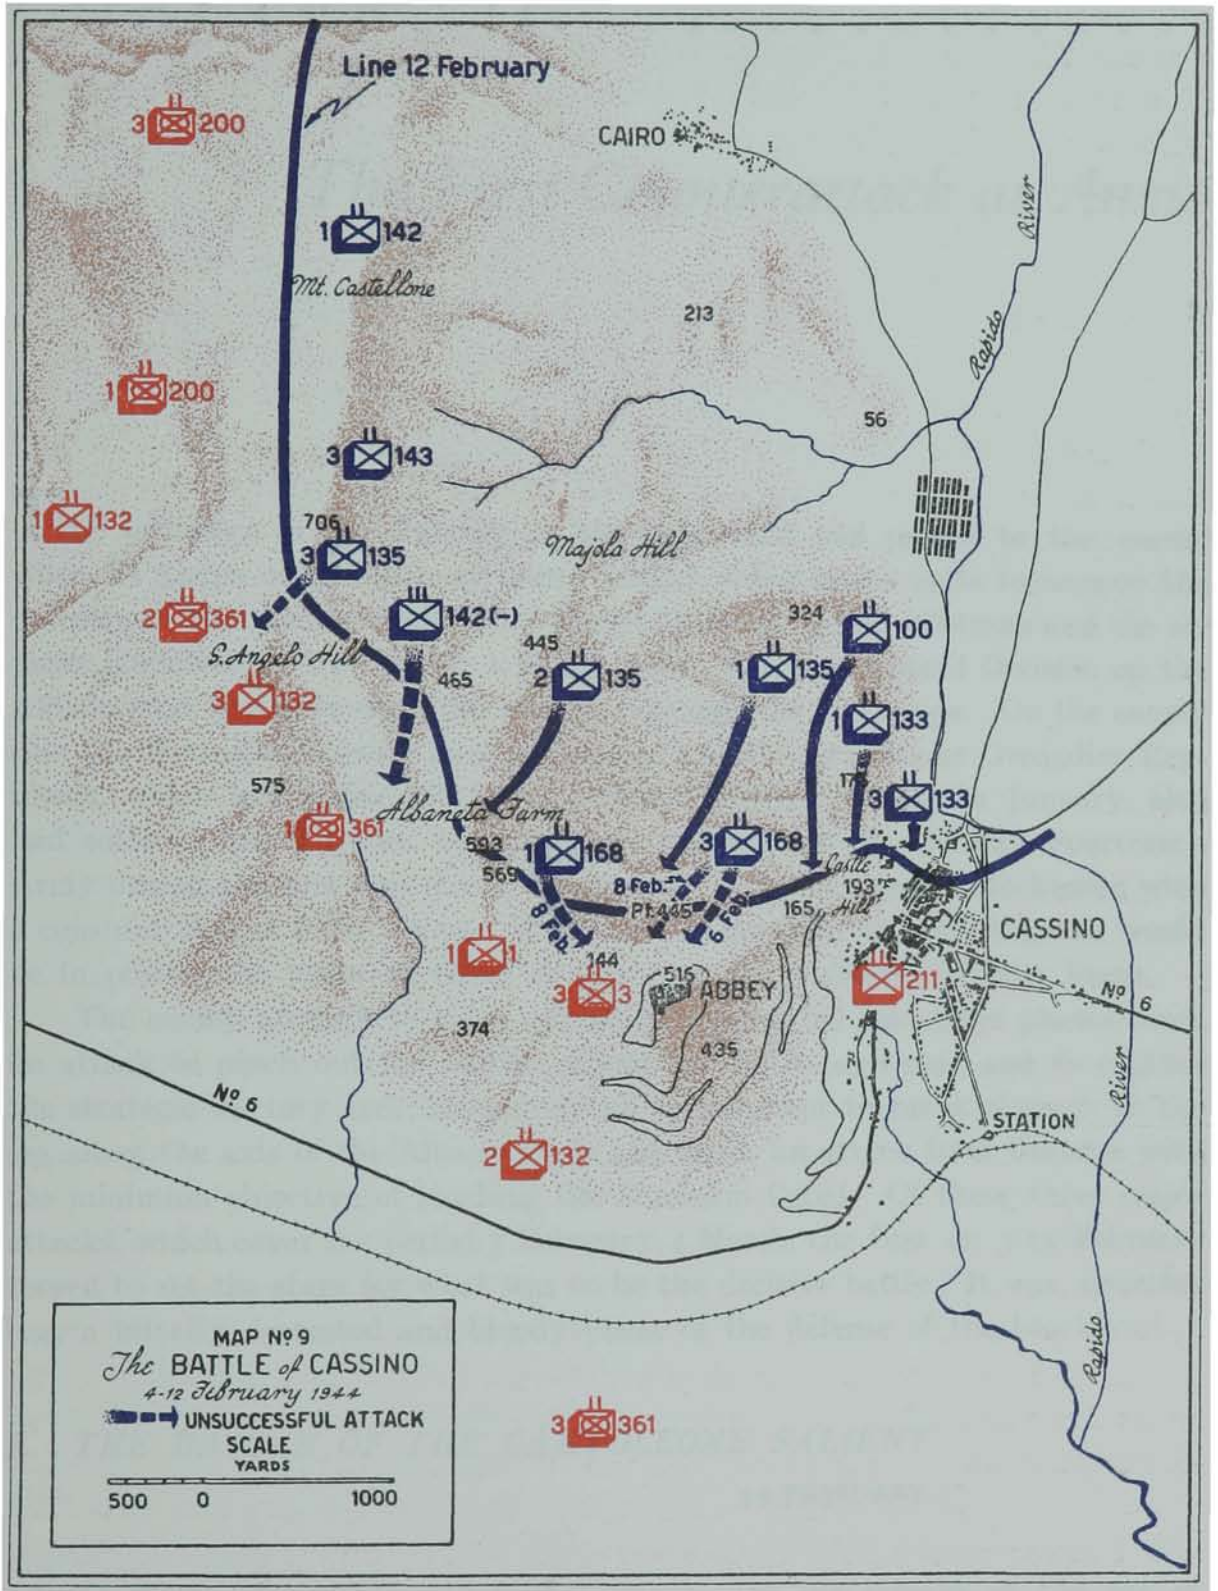 Line 12 February
3 200
CAIRO
1 142
Mt. Castellone
River
213
Rapido
1 200
56
3 143
1 132
706
3 135
Majola Hill
2 361
142(-)
324
100
S. Angelo Hill
445
465
2 135
1 135
3 132
1 133
575
175
3 133
Albaneta Farm
1 361
593
1 168
3 168
569
8 Feb.
Castle
193
Hill
165
Pt.445
8 Feb.
6 Feb.
CASSINO
1 1
144
3 3
516
ABBEY
211
No 6
374
435
No 6
River
STATION
2 132
Rapido
MAP No 9
The BATTLE of CASSINO
4-12 February 1944
UNSUCCESSFUL ATTACK
SCALE
YARDS
500 0 1000
3 361